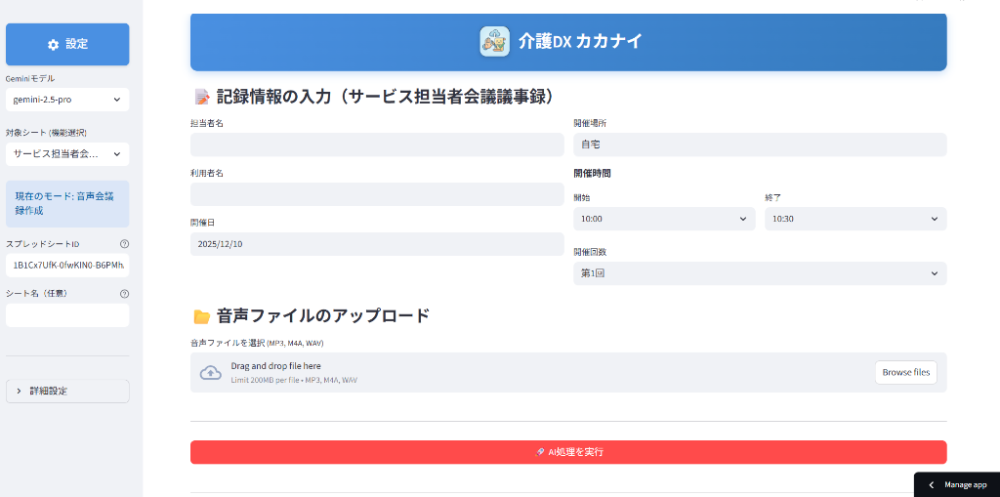 設定
Geminiモデル
gemini-2.5-pro
対象シート (機能選択)
サービス担当者会...
現在のモード: 音声会議
録作成
スプレッドシートID
1B1Cx7UfK-0fwKIN0-B6PMh
シート名（任意）
詳細設定
介護DX カカナイ
記録情報の入力（サービス担当者会議議事録）
担当者名
利用者名
開催日
2025/12/10
開催場所
自宅
開催時間
開始
終了
10:00
10:30
開催回数
第1回
音声ファイルのアップロード
音声ファイルを選択 (MP3, M4A, WAV)
Drag and drop file here
Limit 200MB per file • MP3, M4A, WAV
Browse files
AI処理を実行
Manage app